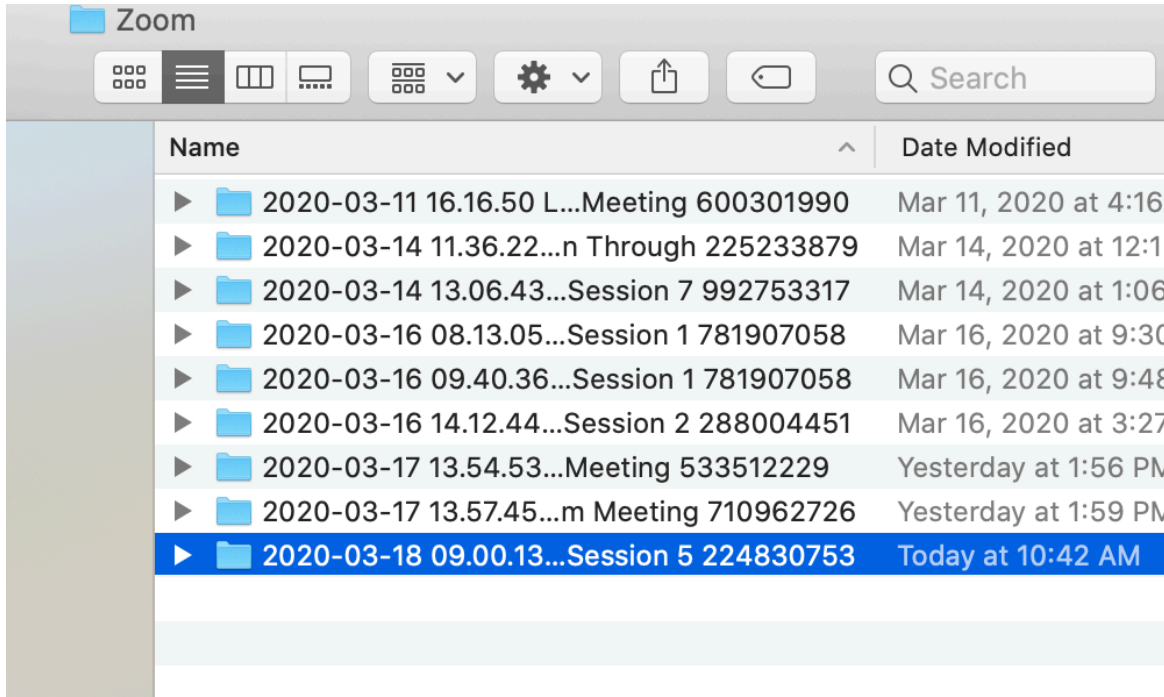 Zoom
Search
Name Date Modified
2020-03-11 16.16.50 L...Meeting 600301990 Mar 11, 2020 at 4:16
2020-03-14 11.36.22...n Through 225233879 Mar 14, 2020 at 12:1
2020-03-14 13.06.43...Session 7 992753317 Mar 14, 2020 at 1:06
2020-03-16 08.13.05...Session 1 781907058 Mar 16, 2020 at 9:30
2020-03-16 09.40.36...Session 1 781907058 Mar 16, 2020 at 9:48
2020-03-16 14.12.44...Session 2 288004451 Mar 16, 2020 at 3:27
2020-03-17 13.54.53...Meeting 533512229 Yesterday at 1:56 PM
2020-03-17 13.57.45...m Meeting 710962726 Yesterday at 1:59 PM
2020-03-18 09.00.13...Session 5 224830753 Today at 10:42 AM